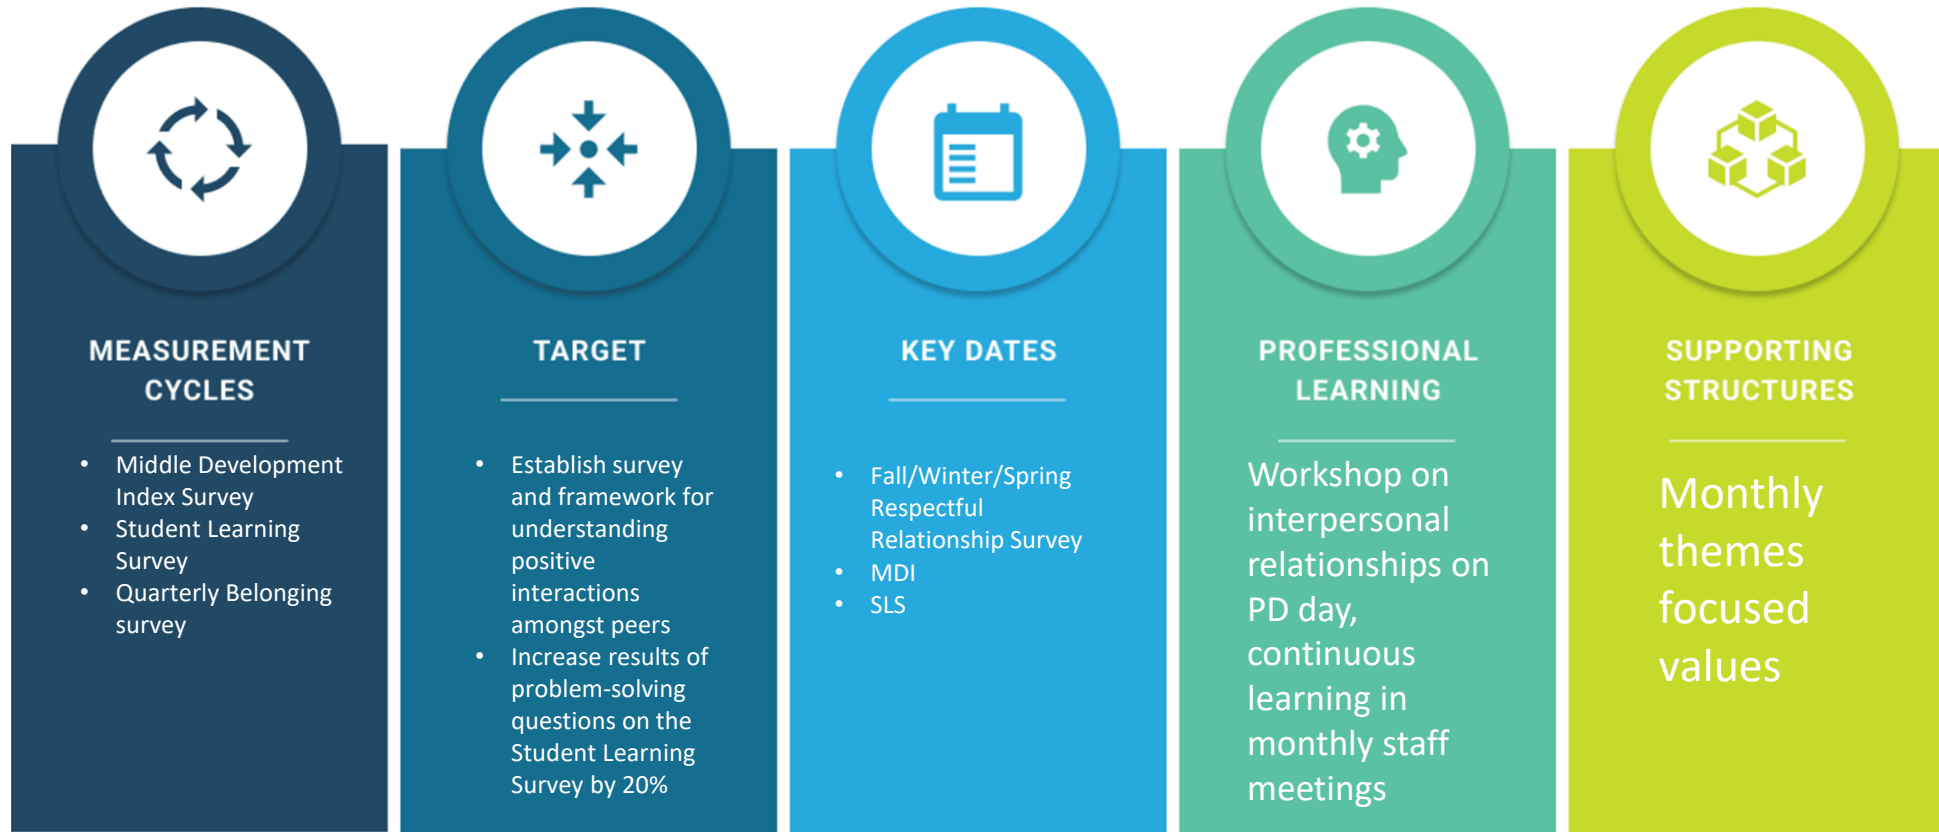 MEASUREMENT
CYCLES
• Middle Development
Index Survey
• Student Learning
Survey
• Quarterly Belonging
survey
TARGET
• Establish survey
and framework for
understanding
positive
interactions
amongst peers
• Increase results of
problem-solving
questions on the
Student Learning
Survey by 20%
KEY DATES
• Fall/Winter/Spring
Respectful
Relationship Survey
• MDI
• SLS
PROFESSIONAL
LEARNING
Workshop on
interpersonal
relationships on
PD day,
continuous
learning in
monthly staff
meetings
SUPPORTING
STRUCTURES
Monthly
themes
focused
values